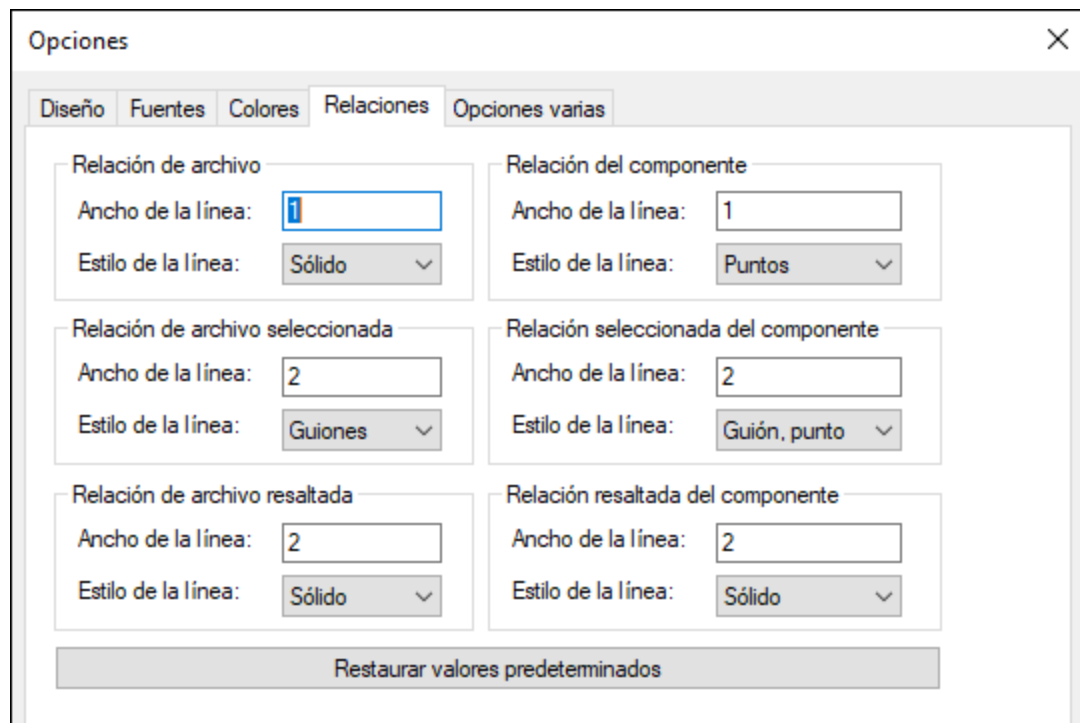 Opciones
Diseño Fuentes Colores Relaciones Opciones varias
Relación de archivo
Ancho de la línea: 1
Estilo de la línea: Sólido
Relación del componente
Ancho de la línea: 1
Estilo de la línea: Puntos
Relación de archivo seleccionada
Ancho de la línea: 2
Estilo de la línea: Guiones
Relación seleccionada del componente
Ancho de la línea: 2
Estilo de la línea: Guión, punto
Relación de archivo resaltada
Ancho de la línea: 2
Estilo de la línea: Sólido
Relación resaltada del componente
Ancho de la línea: 2
Estilo de la línea: Sólido
Restaurar valores predeterminados